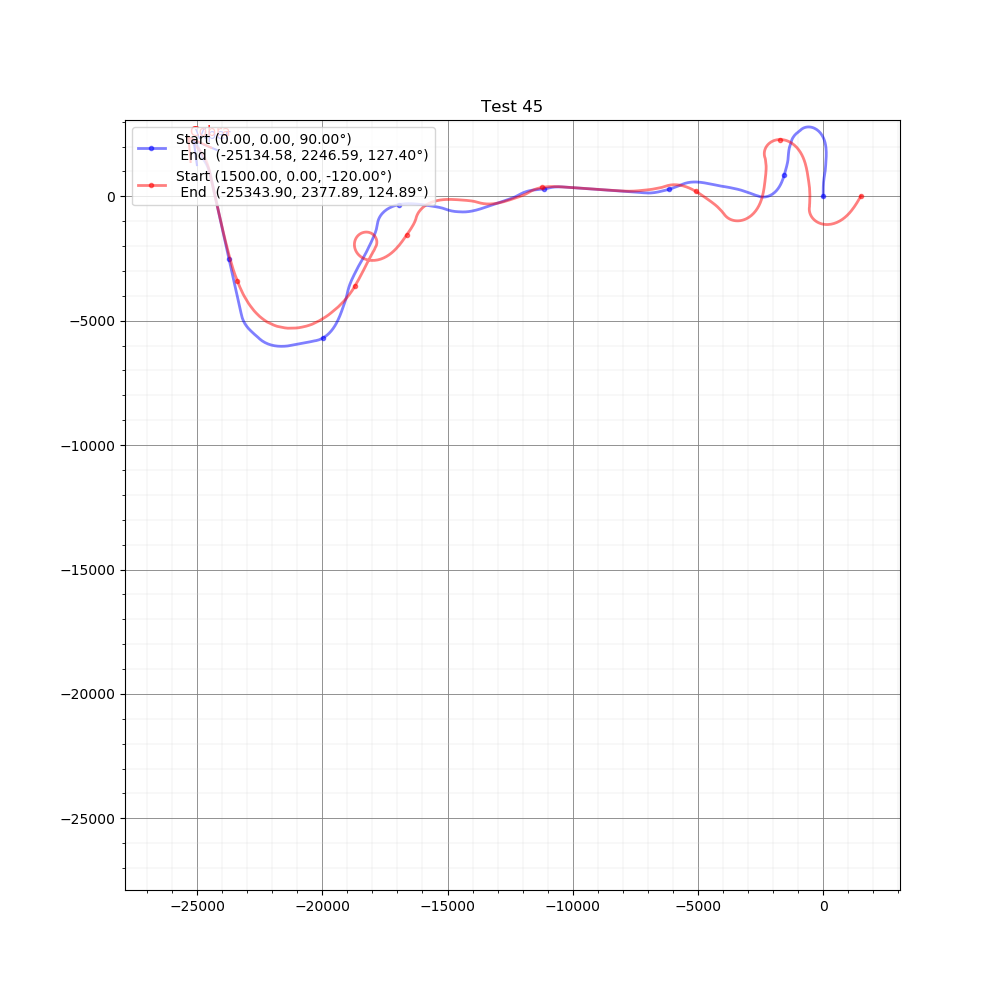 Test 45
Start (0.00, 0.00, 90.00°)
End (-25134.58, 2246.59, 127.40°)
Start (1500.00, 0.00, -120.00°)
End (-25343.90, 2377.89, 124.89°)
0
−5000
−10000
−15000
−20000
−25000
−25000 −20000 −15000 −10000 −5000 0